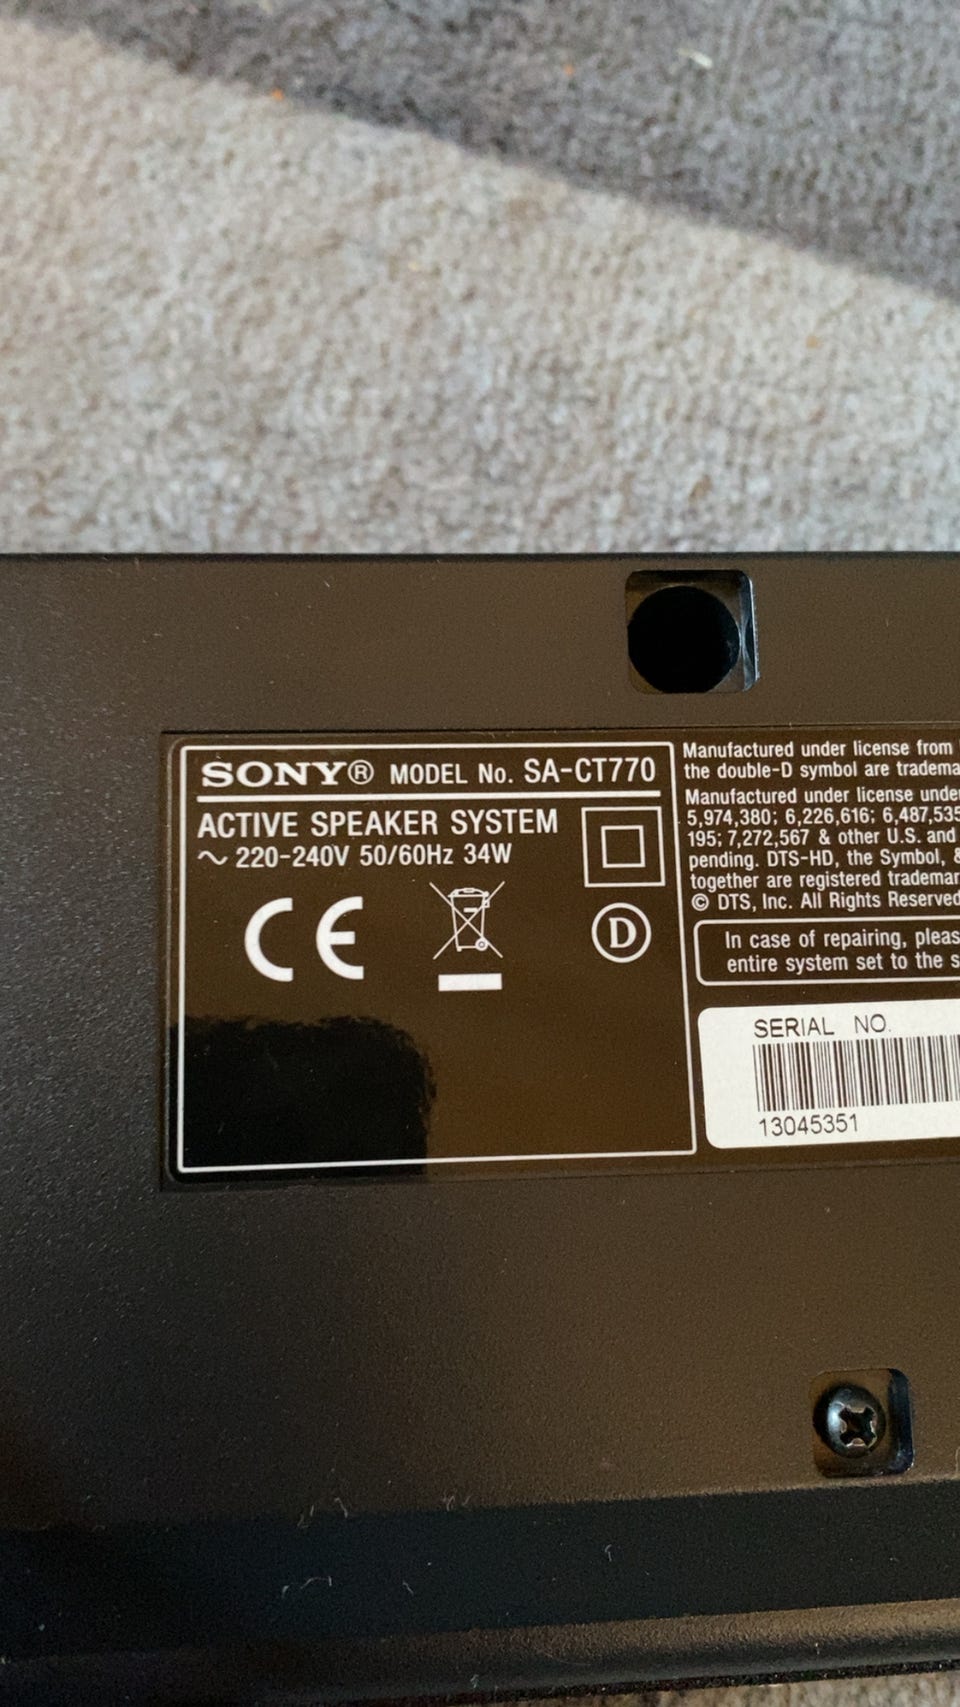 SONY® MODEL No. SA-CT770
ACTIVE SPEAKER SYSTEM
~ 220-240V 50/60Hz 34W
CE
D
Manufactured under license from
the double-D symbol are tradema
Manufactured under license unde
5,974,380; 6,226,616; 6,487,535
195; 7,272,567 & other U.S. and
pending. DTS-HD, the Symbol, &
together are registered trademar
© DTS, Inc. All Rights Reserved
In case of repairing, pleas
entire system set to the s
SERIAL NO.
13045351